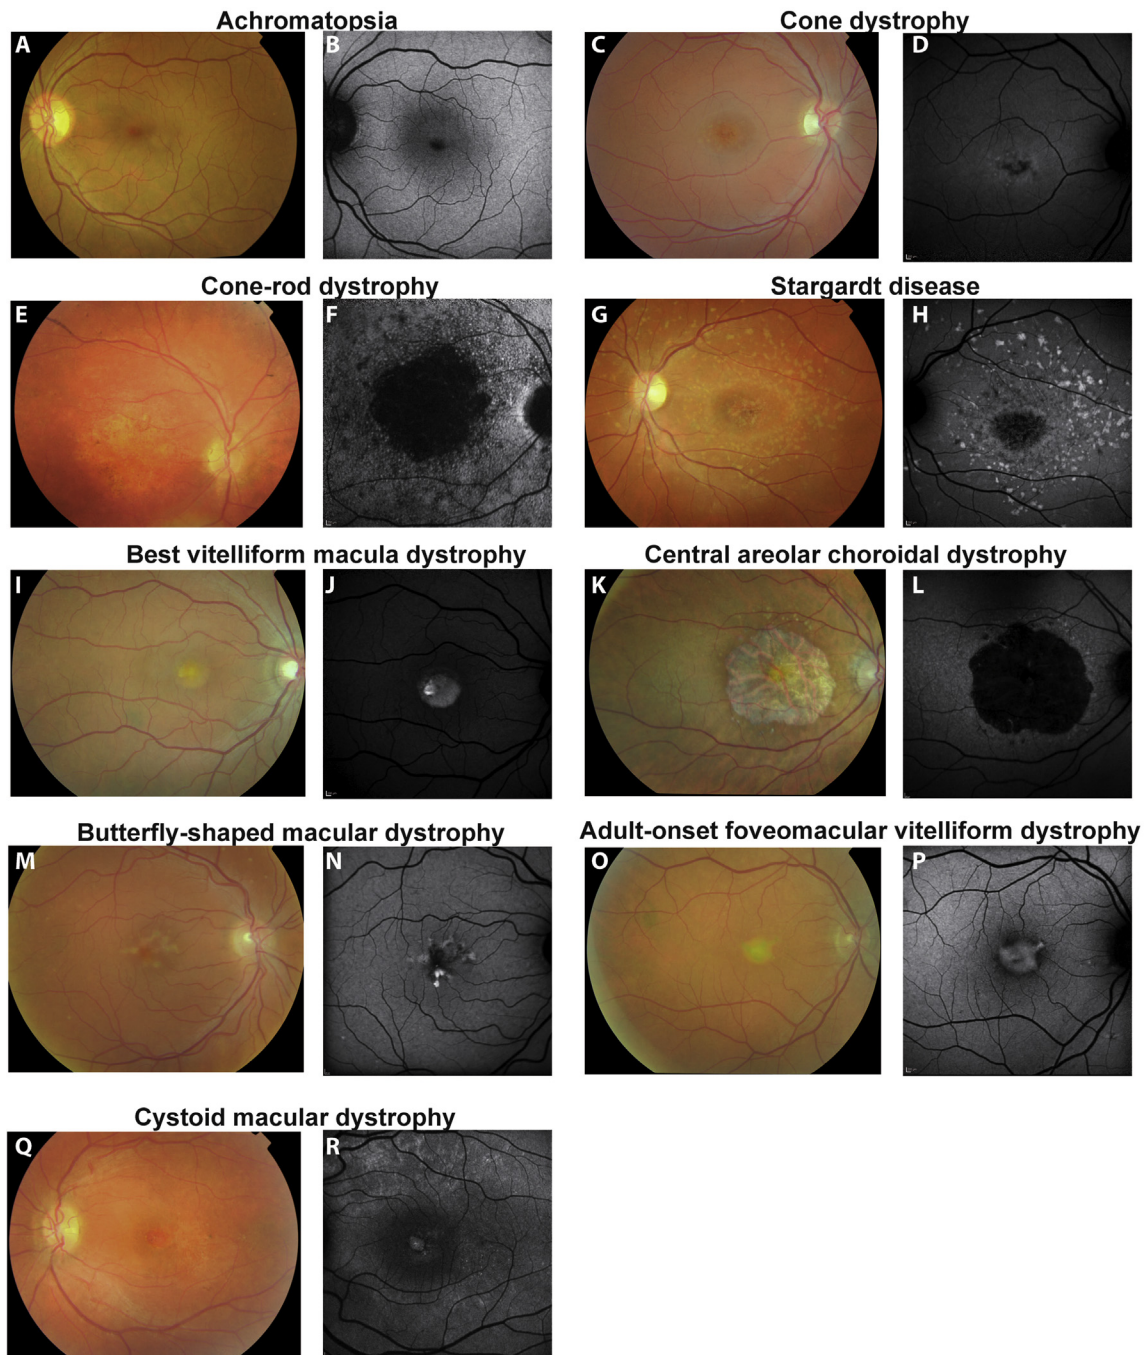 Achromatopsia
Cone dystrophy
A
B
C
D
Cone-rod dystrophy
Stargardt disease
E
F
G
H
Best vitelliform macula dystrophy
Central areolar choroidal dystrophy
I
J
K
L
Butterfly-shaped macular dystrophy
Adult-onset foveomacular vitelliform dystrophy
M
N
O
P
Cystoid macular dystrophy
Q
R